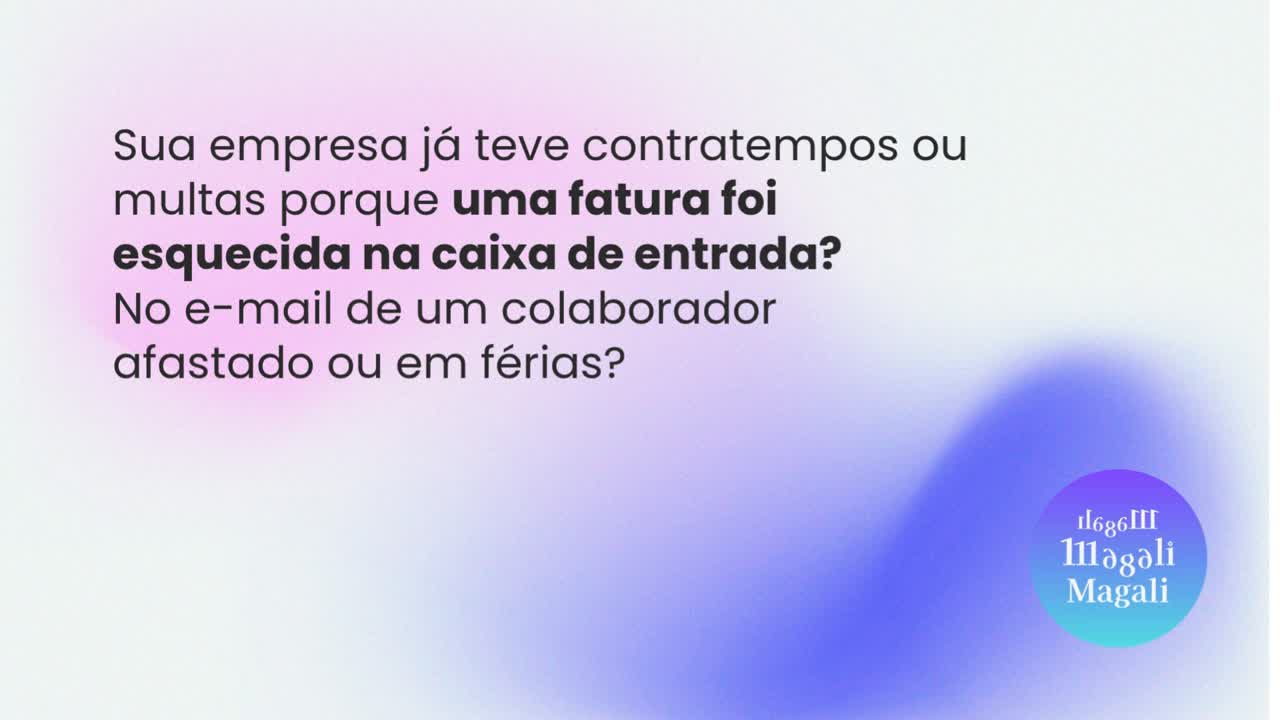 Sua empresa já teve contratempos ou
multas porque uma fatura foi
esquecida na caixa de entrada?
No e-mail de um colaborador
afastado ou em férias?
Magali